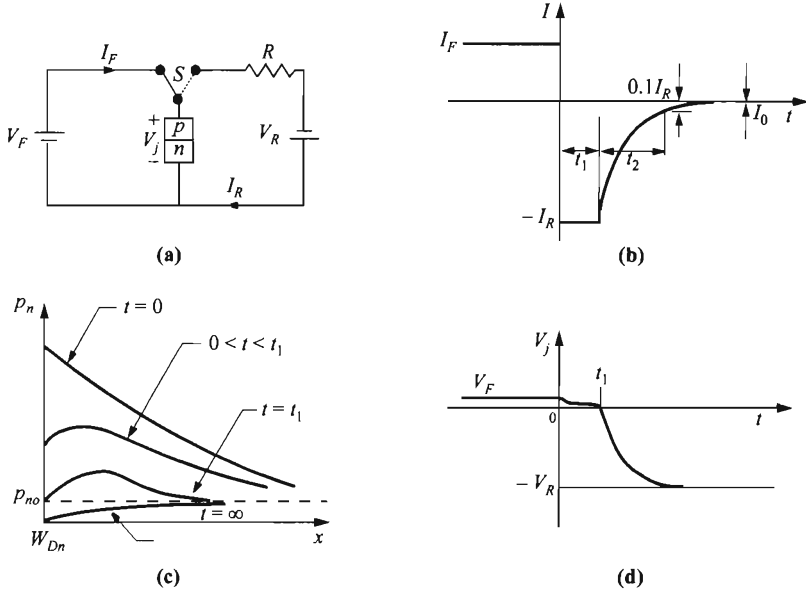 I_F
S
R
V_F
+
V_j
–
p
n
V_R
I_R
(a)
I
I_F
0.1I_R
I_0
t
t_1
t_2
– I_R
(b)
p_n
t = 0
0 < t < t_1
t = t_1
p_no
t = ∞
W_Dn
x
(c)
V_j
V_F
t_1
0
t
– V_R
(d)